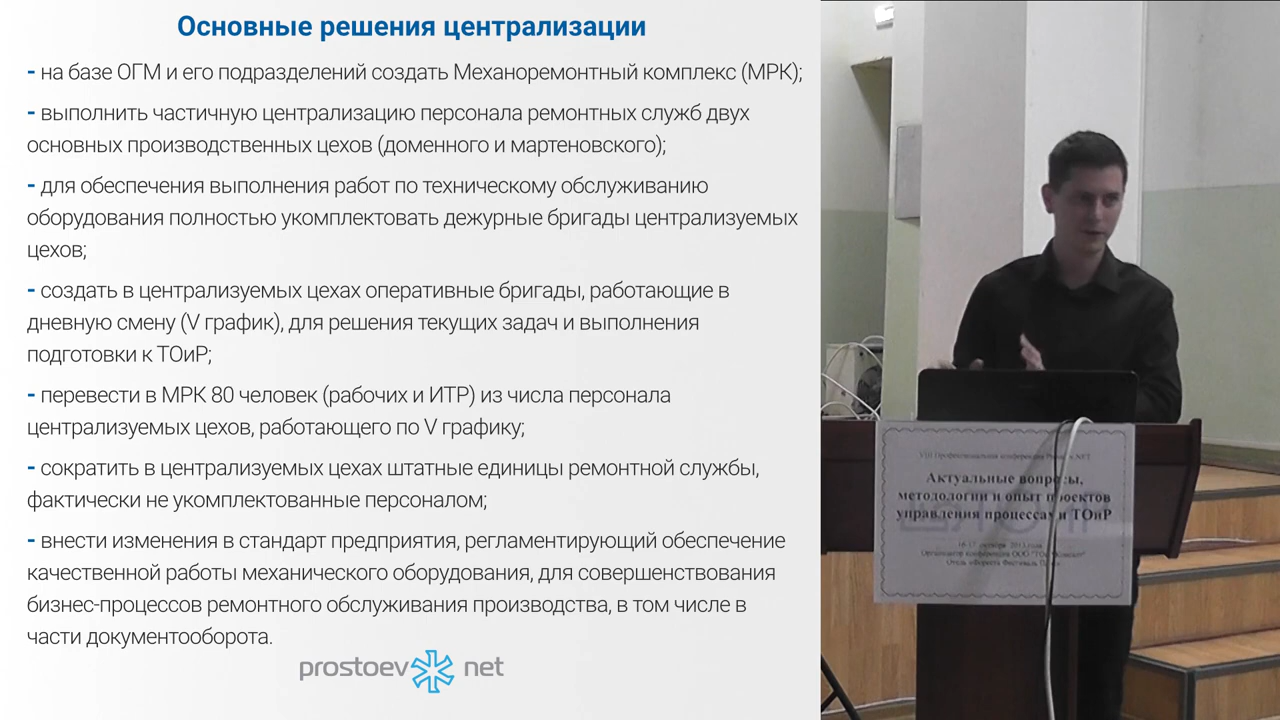 Основные решения централизации
- на базе ОГМ и его подразделений создать Механоремонтный комплекс (МРК);
- выполнить частичную централизацию персонала ремонтных служб двух
основных производственных цехов (доменного и мартеновского);
- для обеспечения выполнения работ по техническому обслуживанию
оборудования полностью укомплектовать дежурные бригады централизуемых
цехов;
- создать в централизуемых цехах оперативные бригады, работающие в
дневную смену (V график), для решения текущих задач и выполнения
подготовки к ТОиР;
- перевести в МРК 80 человек (рабочих и ИТР) из числа персонала
централизуемых цехов, работающего по V графику;
- сократить в централизуемых цехах штатные единицы ремонтной службы,
фактически не укомплектованные персоналом;
- внести изменения в стандарт предприятия, регламентирующий обеспечение
качественной работы механического оборудования, для совершенствования
бизнес-процессов ремонтного обслуживания производства, в том числе в
части документооборота.
prostoev net
Профессиональная конференция
Актуальные вопросы,
методологии и опыт проектов
управления процессами ТОиР
Организатор конференции ООО